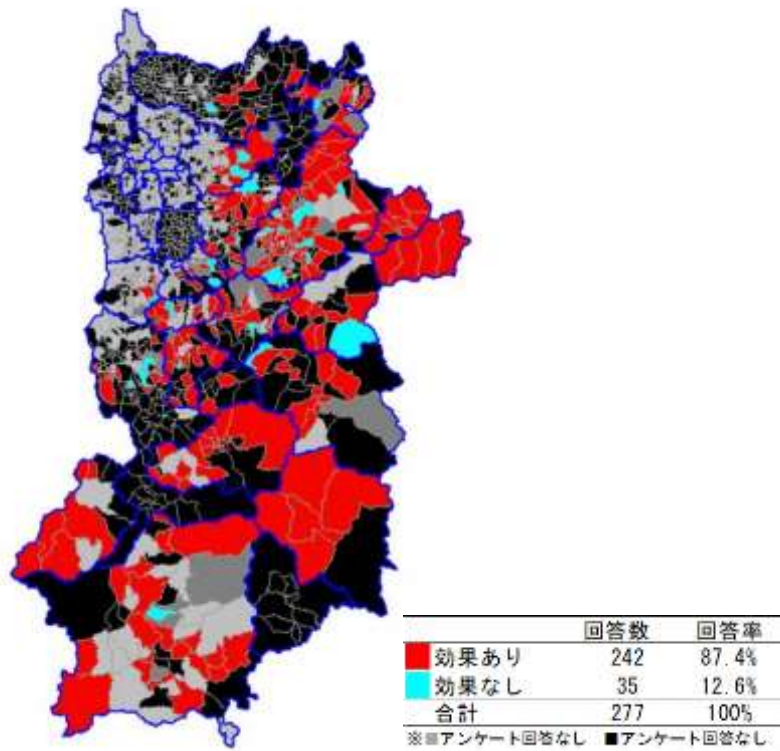 回答数 回答率
効果あり 242 87.4%
効果なし 35 12.6%
合計 277 100%
※■アンケート回答なし ■アンケート回答なし